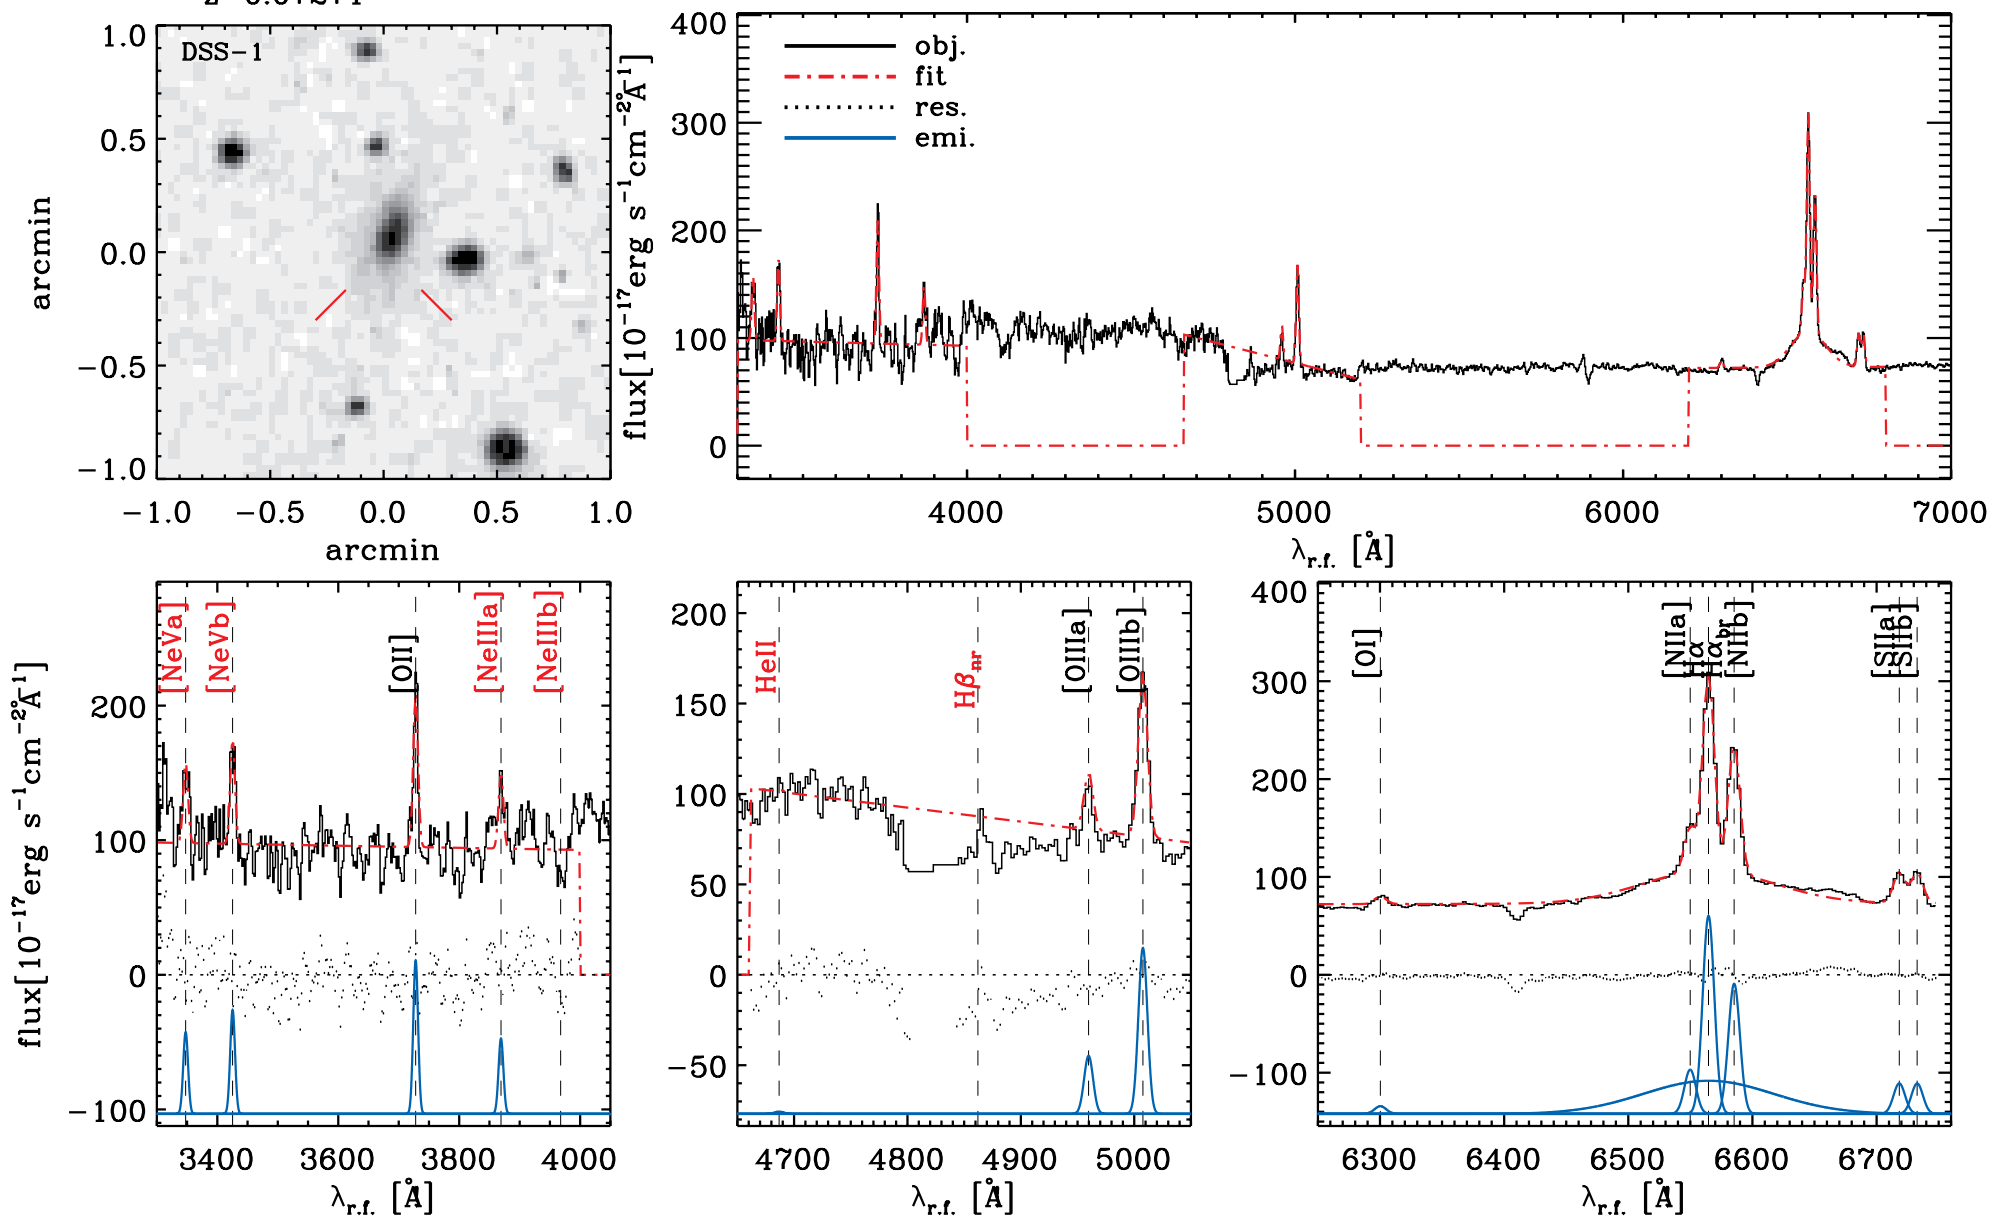 DSS-1
1.0
0.5
0.0
−0.5
−1.0
−1.0 −0.5 0.0 0.5 1.0
arcmin
arcmin
flux[10⁻¹⁷erg s⁻¹cm⁻²Å⁻¹]
400
300
200
100
0
obj.
fit
res.
emi.
4000 5000 6000 7000
λr.f. [Å]
flux[10⁻¹⁷erg s⁻¹cm⁻²Å⁻¹]
200
100
0
−100
[NeVa]
[NeVb]
[OII]
[NeIIIa]
[NeIIIb]
3400 3600 3800 4000
λr.f. [Å]
200
150
100
50
0
−50
HeII
Hβnr
[OIIIa]
[OIIIb]
4700 4800 4900 5000
λr.f. [Å]
400
300
200
100
0
−100
[OI]
[NIIa]
Hα
Hαbr
[NIIb]
[SIIa]
[SIIb]
6300 6400 6500 6600 6700
λr.f. [Å]